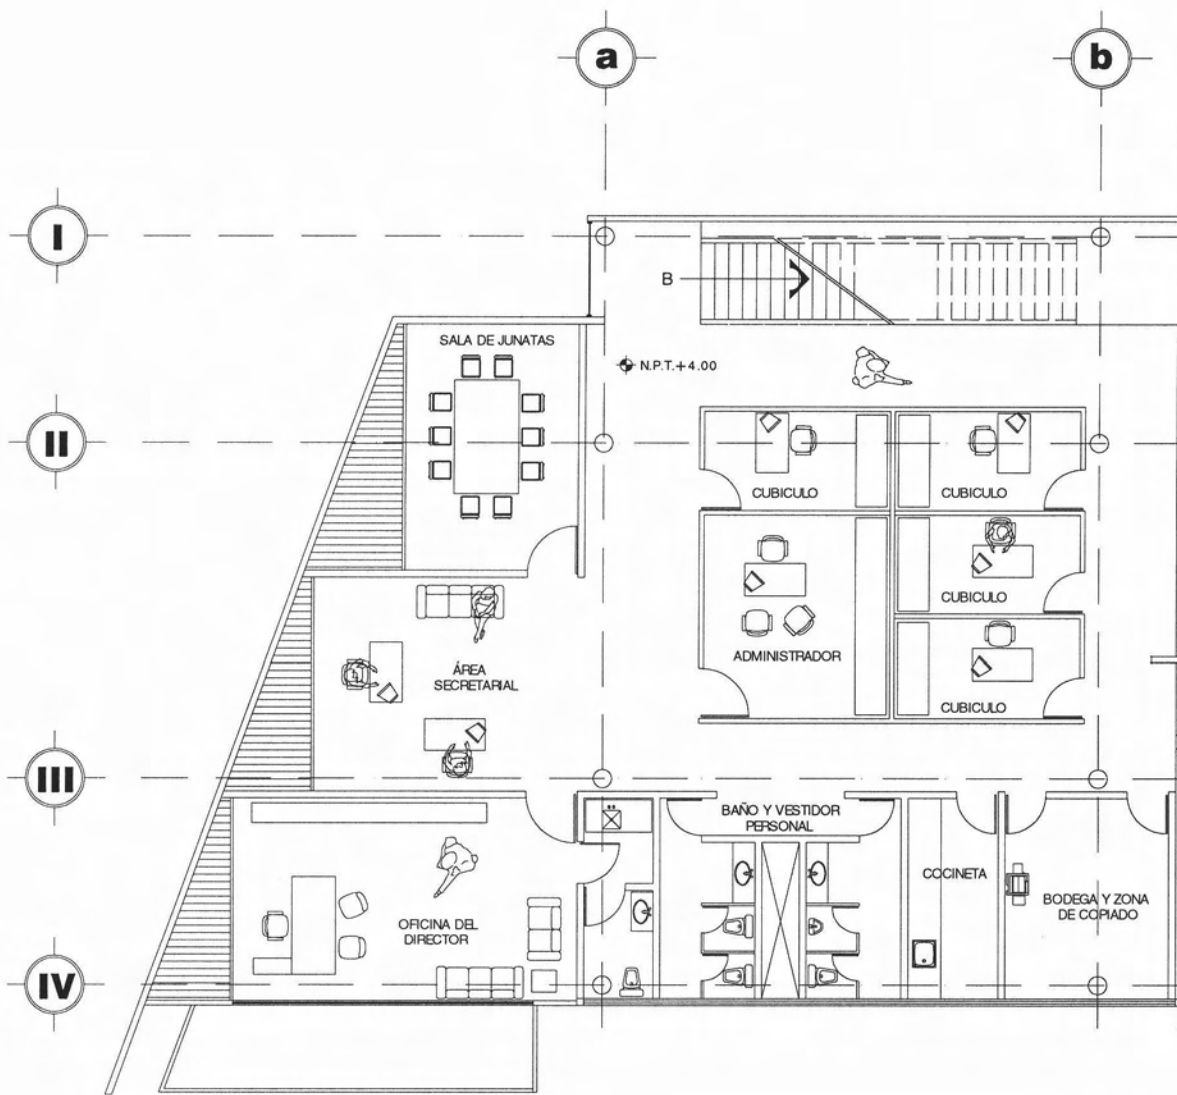 a
b
I
B
SALA DE JUNATAS
N.P.T.+4.00
II
CUBICULO
CUBICULO
CUBICULO
ADMINISTRADOR
ÁREA
SECRETARIAL
CUBICULO
III
BAÑO Y VESTIDOR
PERSONAL
COCINETA
BODEGA Y ZONA
DE COPIADO
OFICINA DEL
DIRECTOR
IV